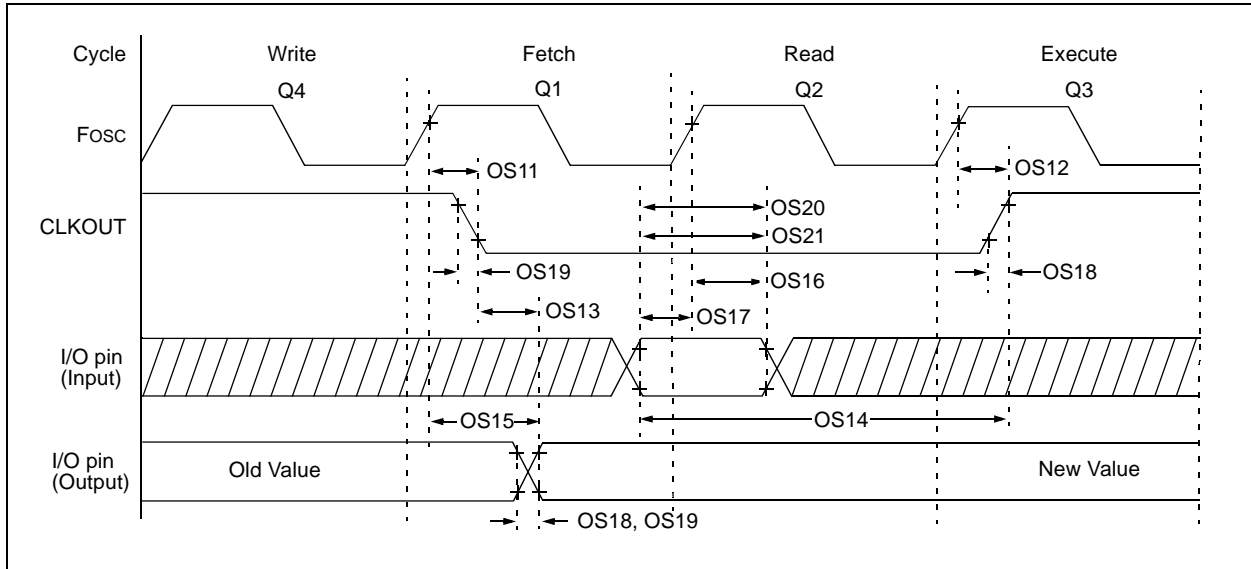 Cycle Write Fetch Read Execute
Q4 Q1 Q2 Q3
FOSC
OS11 OS12
OS20
CLKOUT
OS21
OS19 OS16 OS18
OS13 OS17
I/O pin
(Input)
OS15 OS14
I/O pin
(Output)
Old Value New Value
OS18, OS19